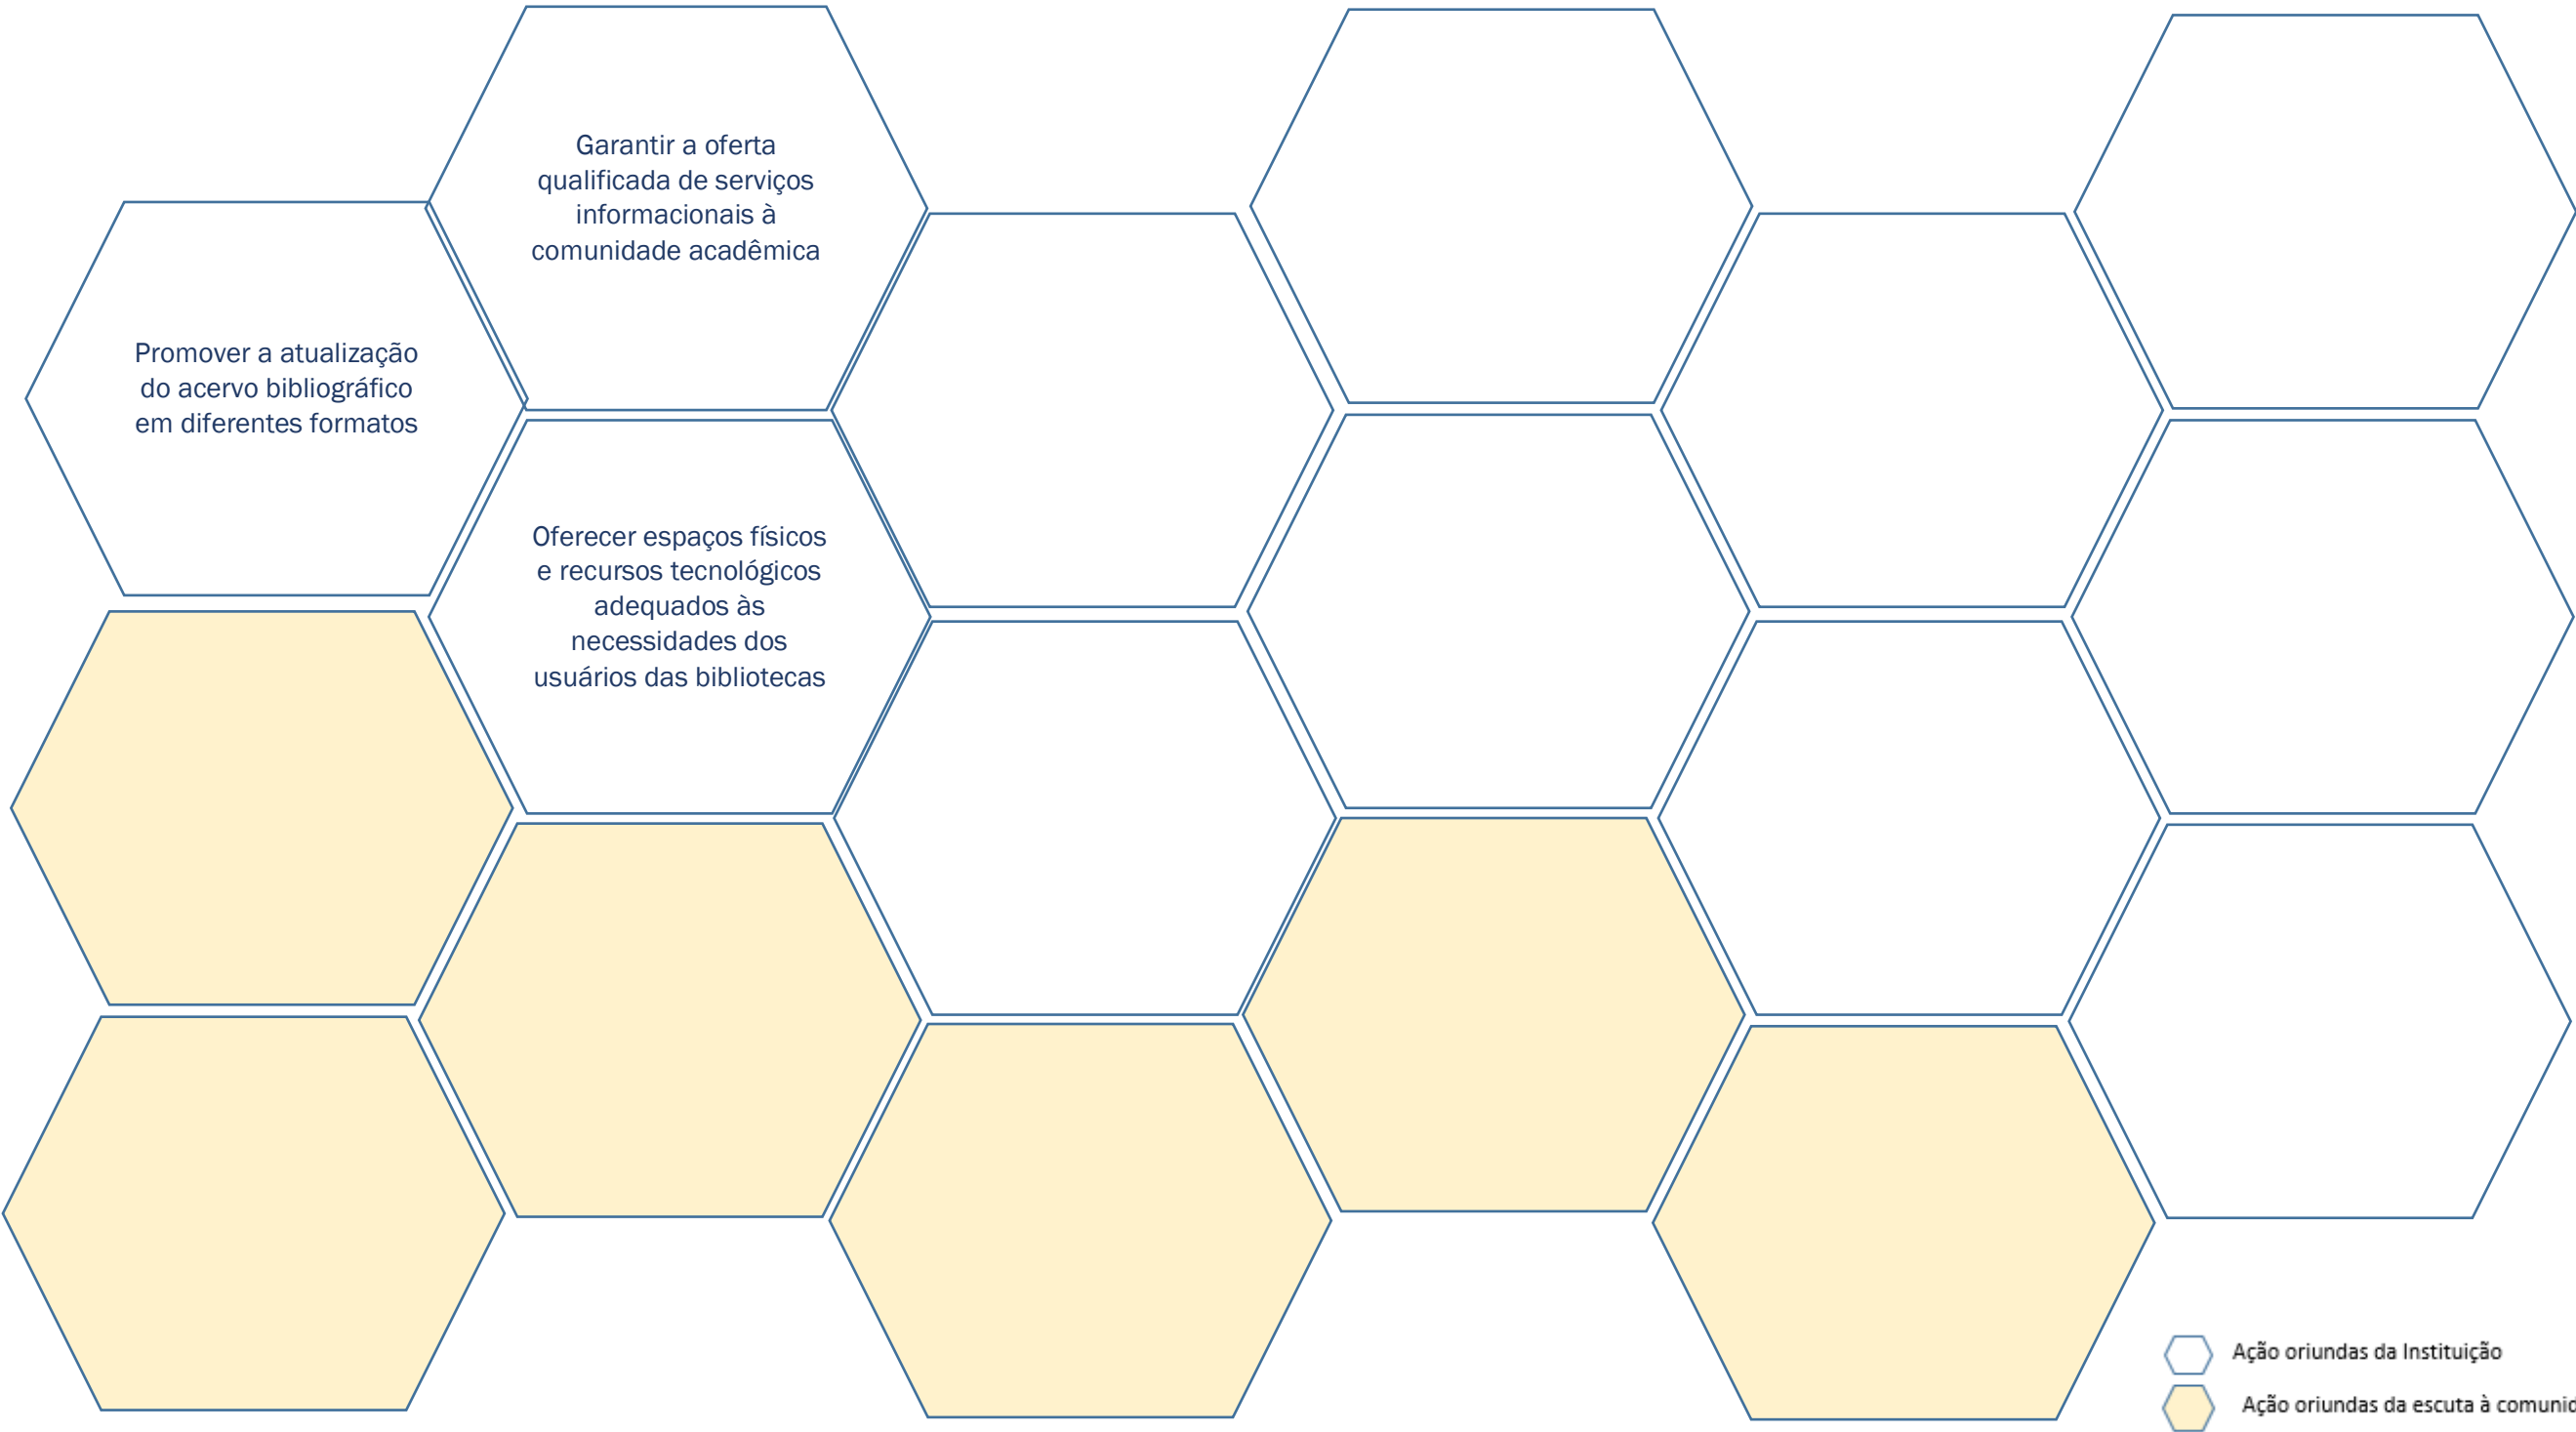 Garantir a oferta
qualificada de serviços
informacionais à
comunidade acadêmica
Promover a atualização
do acervo bibliográfico
em diferentes formatos
Oferecer espaços físicos
e recursos tecnológicos
adequados às
necessidades dos
usuários das bibliotecas
Ação oriundas da Instituição
Ação oriundas da escuta à